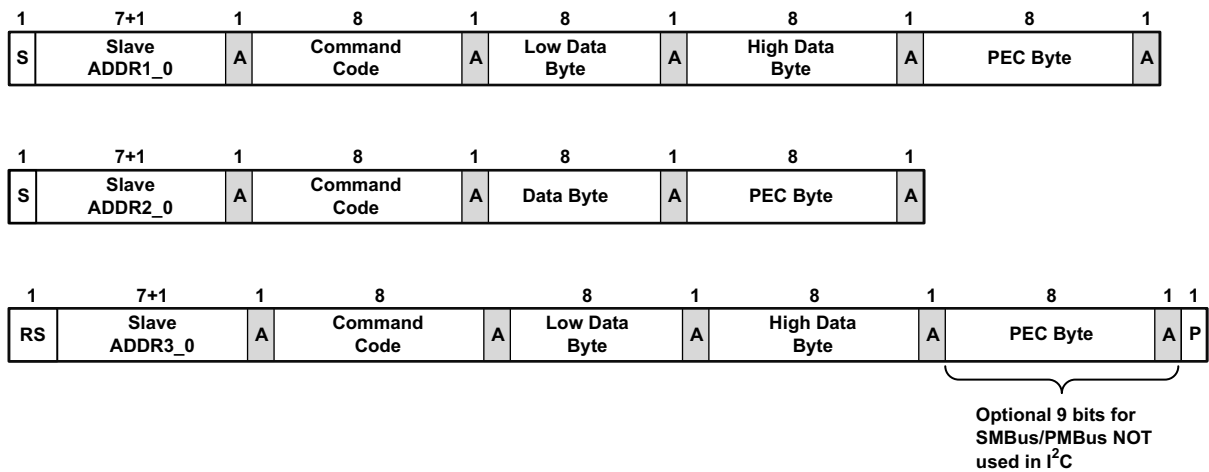 1 7+1 1 8 1 8 1 8 1 8 1
S Slave ADDR1_0 A Command Code A Low Data Byte A High Data Byte A PEC Byte A
1 7+1 1 8 1 8 1 8 1
S Slave ADDR2_0 A Command Code A Data Byte A PEC Byte A
1 7+1 1 8 8 1 8 1 8 1 1
RS Slave ADDR3_0 A Command Code A Low Data Byte A High Data Byte A PEC Byte A P
Optional 9 bits for
SMBus/PMBus NOT
used in I²C